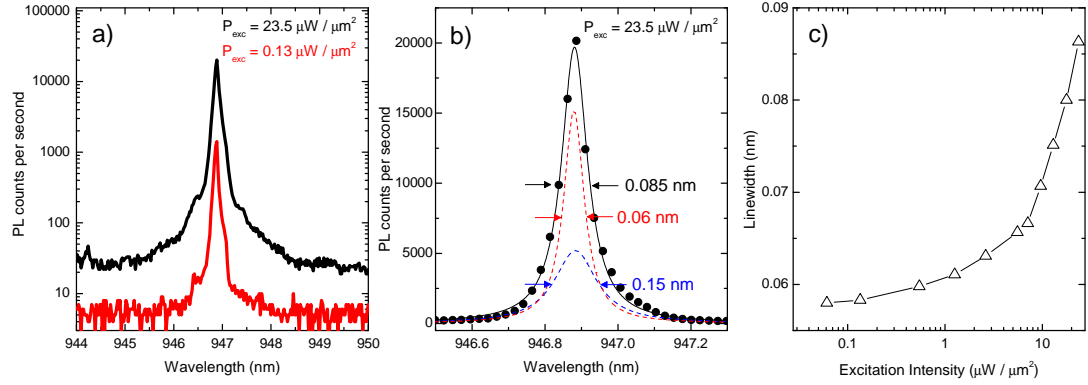 a)
P_exc = 23.5 μW / μm²
P_exc = 0.13 μW / μm²
PL counts per second
100000
10000
1000
100
10
944 945 946 947 948 949 950
Wavelength (nm)
b)
P_exc = 23.5 μW / μm²
PL counts per second
20000
15000
10000
5000
0
0.085 nm
0.06 nm
0.15 nm
946.6 946.8 947.0 947.2
Wavelength (nm)
c)
Linewidth (nm)
0.09
0.08
0.07
0.06
0.1 1 10
Excitation Intensity (μW / μm²)